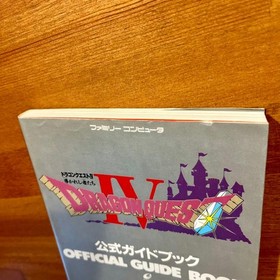 ファミリーコンピュータ
ドラゴンクエストIV
導かれし者たち
DRAGON QUEST
IV
公式ガイドブック
OFFICIAL GUIDE BOO